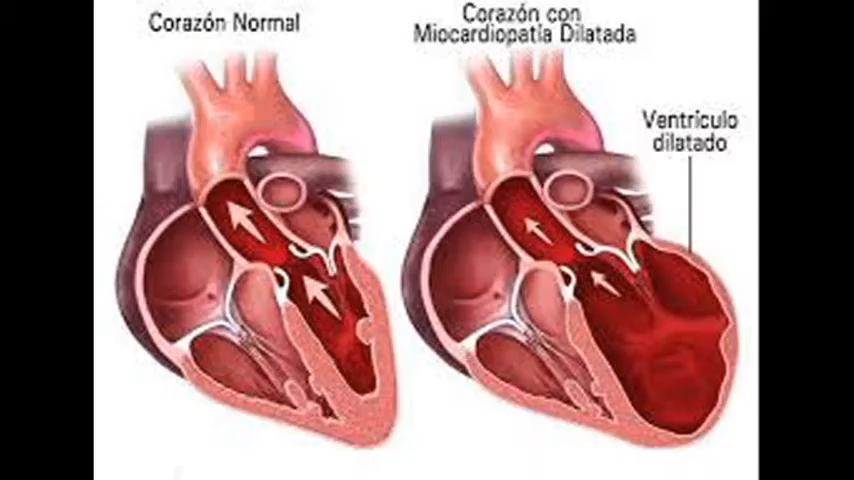 Corazón Normal
Corazón con
Miocardiopatía Dilatada
Ventrículo
dilatado